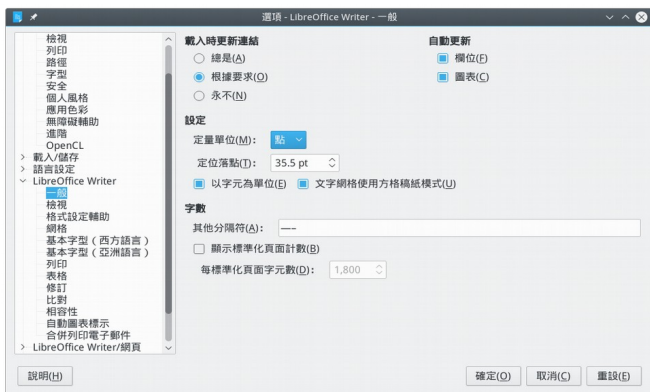 選項 - LibreOffice Writer - 一般
檢視
列印
路徑
字型
安全
個人風格
應用色彩
無障礙輔助
進階
OpenCL
載入/儲存
語言設定
LibreOffice Writer
一般
檢視
格式設定輔助
網格
基本字型（西方語言）
基本字型（亞洲語言）
列印
表格
修訂
比對
相容性
自動圖表標示
合併列印電子郵件
LibreOffice Writer/網頁
載入時更新連結
總是(A)
根據要求(O)
永不(N)
自動更新
欄位(F)
圖表(C)
設定
定量單位(M): 點
定位落點(T): 35.5 pt
以字元為單位(E) 文字網格使用方格稿紙模式(U)
字數
其他分隔符(A): —–
顯示標準化頁面計數(B)
每標準化頁面字元數(D): 1,800
說明(H) 確定(O) 取消(C) 重設(E)